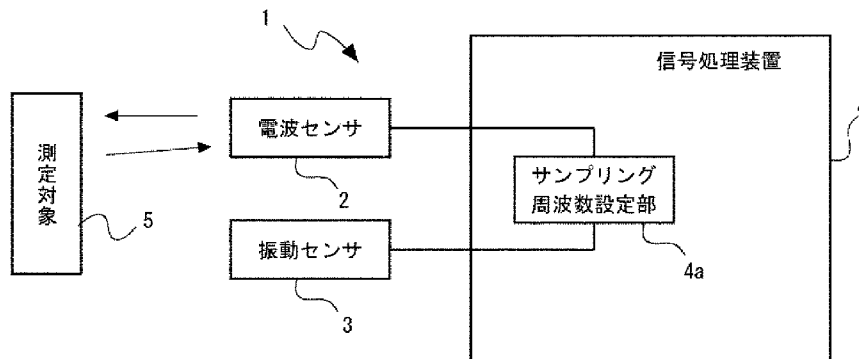 1
信号処理装置
電波センサ
2
測定対象
5
サンプリング
周波数設定部
4a
振動センサ
3